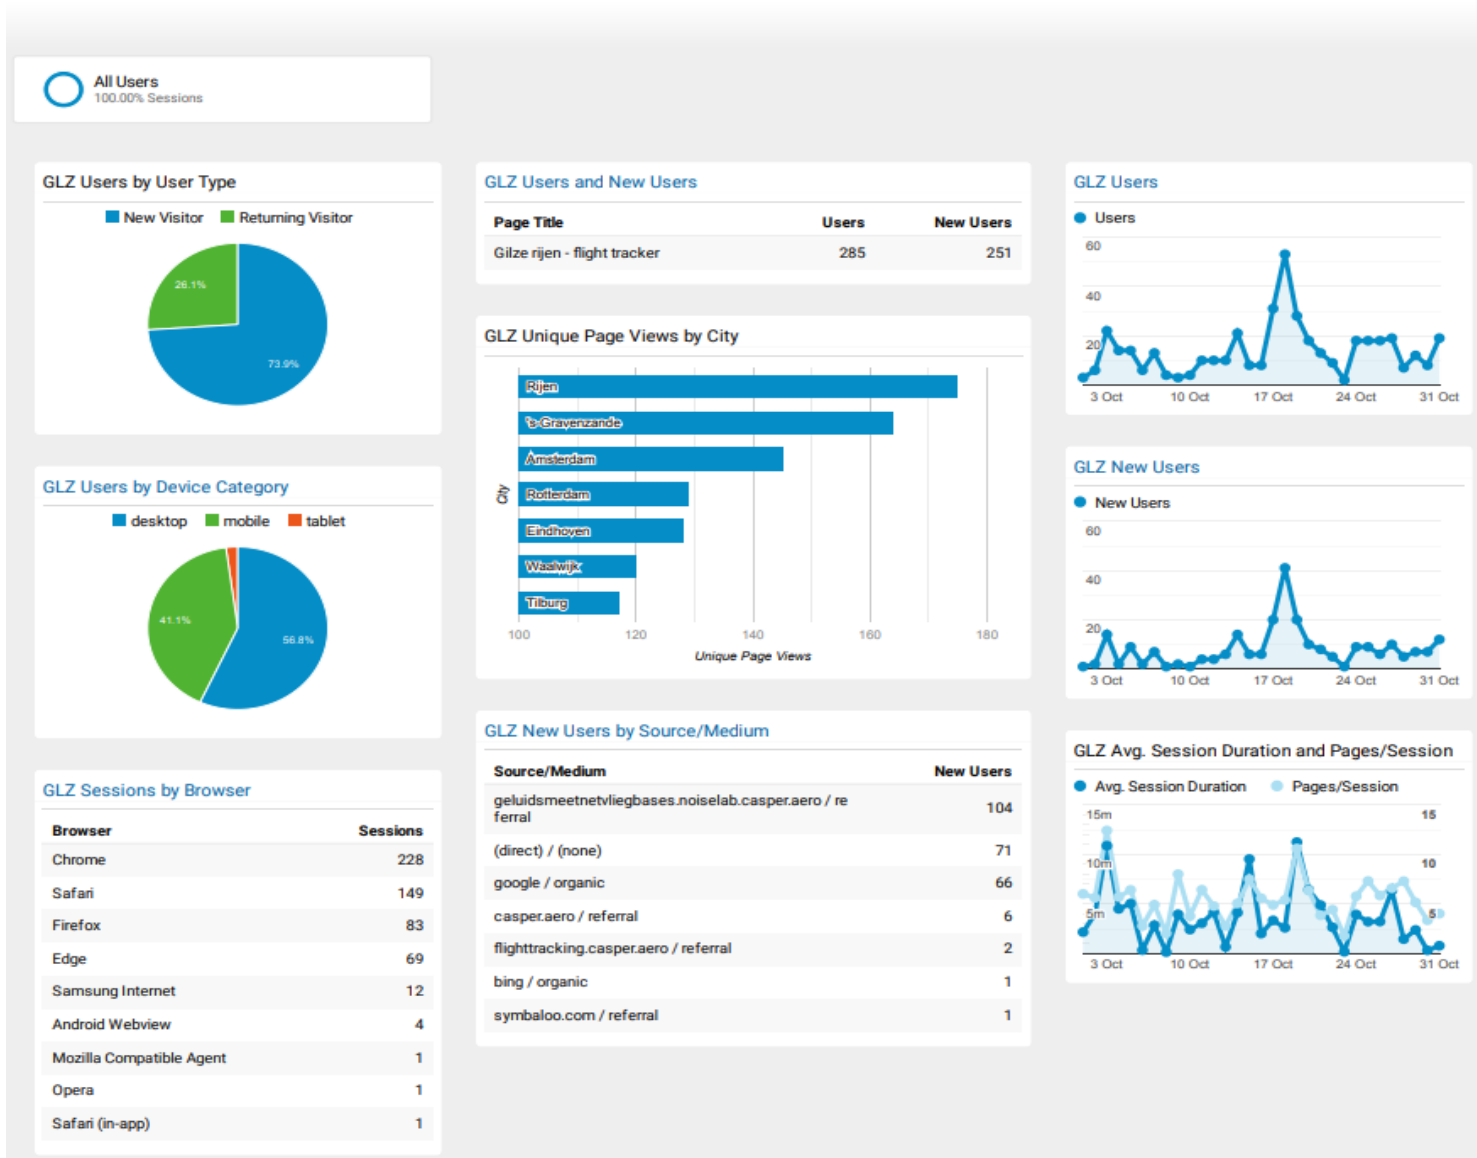 All Users
100.00% Sessions
GLZ Users by User Type
New Visitor
Returning Visitor
26.1%
73.9%
GLZ Users by Device Category
desktop
mobile
tablet
41.1%
56.8%
GLZ Sessions by Browser
Browser Sessions
Chrome 228
Safari 149
Firefox 83
Edge 69
Samsung Internet 12
Android Webview 4
Mozilla Compatible Agent 1
Opera 1
Safari (in-app) 1
GLZ Users and New Users
Page Title Users New Users
Gilze rijen - flight tracker 285 251
GLZ Unique Page Views by City
City
Rijen
's-Gravenzande
Amsterdam
Rotterdam
Eindhoven
Waalwijk
Tilburg
100 120 140 160 180
Unique Page Views
GLZ New Users by Source/Medium
Source/Medium New Users
geluidsmeetnetvliegbases.noiselab.casper.aero / re
ferral 104
(direct) / (none) 71
google / organic 66
casper.aero / referral 6
flighttracking.casper.aero / referral 2
bing / organic 1
symbaloo.com / referral 1
GLZ Users
Users
60
40
20
3 Oct 10 Oct 17 Oct 24 Oct 31 Oct
GLZ New Users
New Users
60
40
20
3 Oct 10 Oct 17 Oct 24 Oct 31 Oct
GLZ Avg. Session Duration and Pages/Session
Avg. Session Duration
Pages/Session
15m 15
10m 10
5m 5
3 Oct 10 Oct 17 Oct 24 Oct 31 Oct